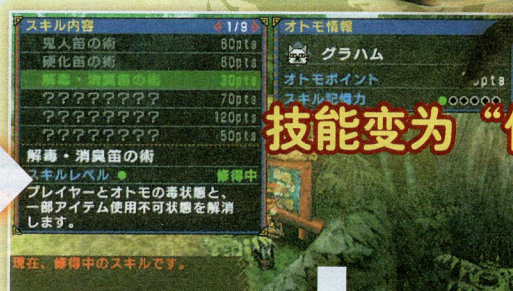 スキル内容 1/9
鬼人笛の術 60pts
硬化笛の術 60pts
解毒・消臭笛の術 30pts
???????? 70pts
???????? 120pts
???????? 50pts
解毒・消臭笛の術
スキルレベル 修得中
プレイヤーとオトモの毒状態と、
一部アイテム使用不可状態を解消
します。
現在、修得中のスキルです。
オトモ情報
グラハム
オトモポイント pts
スキル記憶力
技能变为“